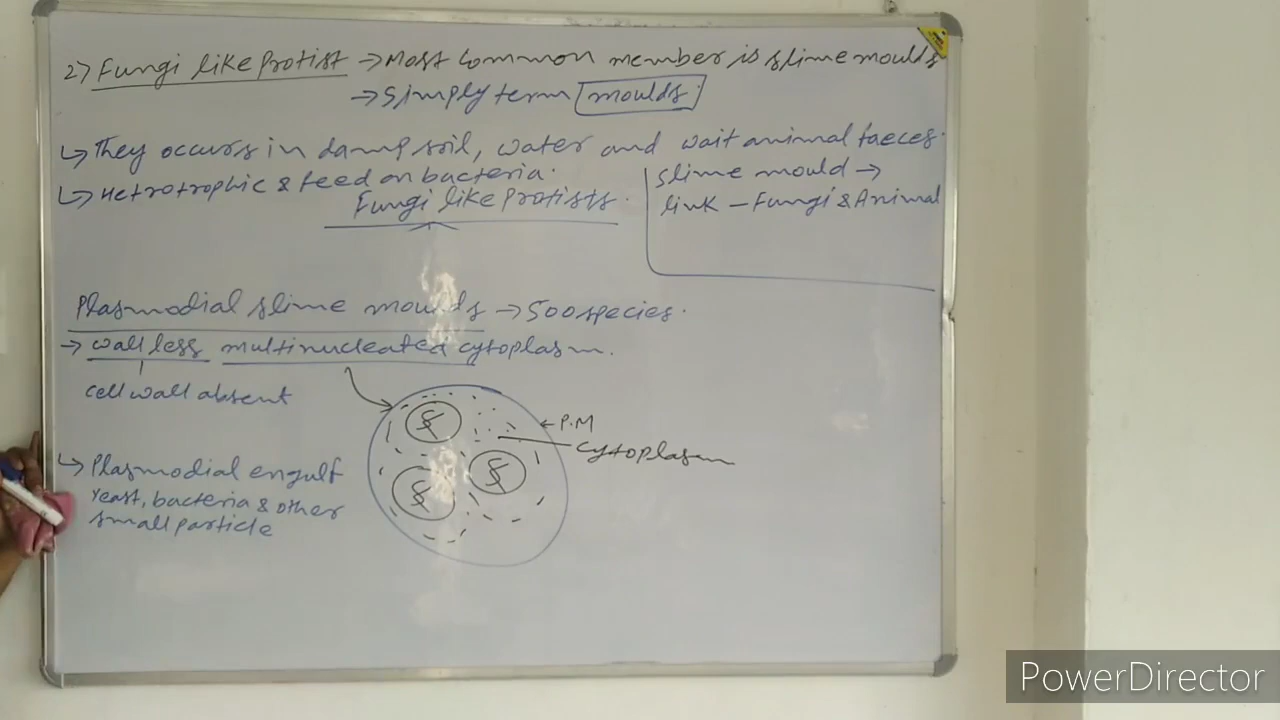 2) Fungi like Protist → Most common member is slime moulds
→ Simply term moulds.
↳ They occurs in damp soil, water and wait animal faeces.
↳ Hetrotrophic & feed on bacteria.
slime mould →
link - Fungi & Animal
Fungi like Protists.
Plasmodial slime moulds → 500 species.
→ wall less multinucleated cytoplasm.
cell wall absent
← P.M
cytoplasm
↳ Plasmodial engulf
yeast, bacteria & other
small particle
PowerDirector